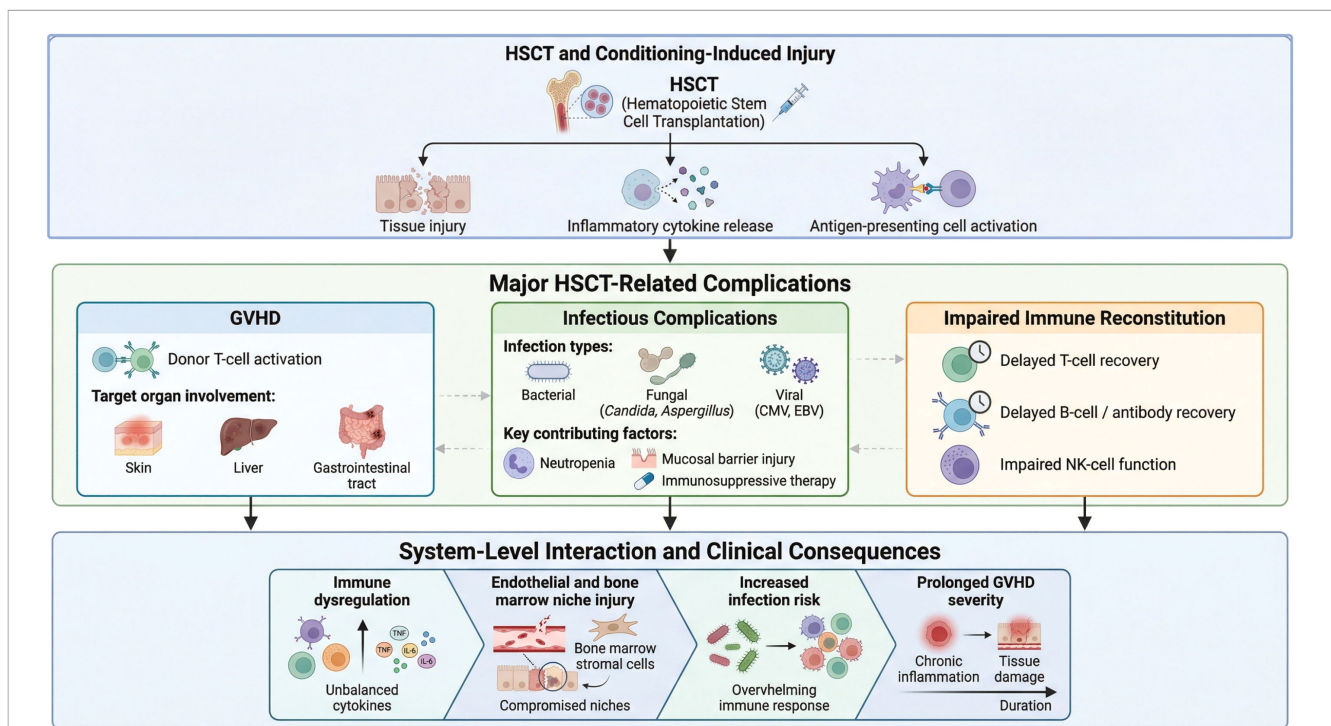 HSCT and Conditioning-Induced Injury
HSCT
(Hematopoietic Stem
Cell Transplantation)
Tissue injury
Inflammatory cytokine release
Antigen-presenting cell activation
Major HSCT-Related Complications
GVHD
Donor T-cell activation
Target organ involvement:
Skin
Liver
Gastrointestinal
tract
Infectious Complications
Infection types:
Bacterial
Fungal
(Candida, Aspergillus)
Viral
(CMV, EBV)
Key contributing factors:
Neutropenia
Mucosal barrier injury
Immunosuppressive therapy
Impaired Immune Reconstitution
Delayed T-cell recovery
Delayed B-cell / antibody recovery
Impaired NK-cell function
System-Level Interaction and Clinical Consequences
Immune
dysregulation
TNF
TNF
IL-6
IL-6
Unbalanced
cytokines
Endothelial and bone
marrow niche injury
Bone marrow
stromal cells
Compromised niches
Increased
infection risk
Overvhelming
immune response
Prolonged GVHD
severity
Chronic
inflammation
Tissue
damage
Duration